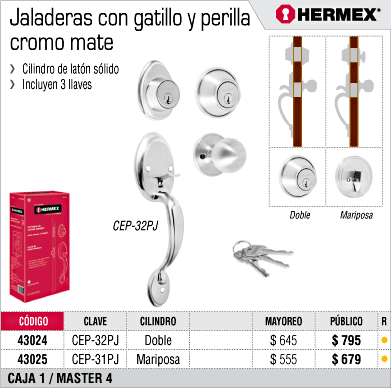 Jaladeras con gatillo y perilla
cromo mate
HERMEX®
Cilindro de latón sólido
Incluyen 3 llaves
CEP-32PJ
Doble
Mariposa
HERMEX
CÓDIGO CLAVE CILINDRO MAYOREO PÚBLICO R
43024 CEP-32PJ Doble $ 645 $ 795
43025 CEP-31PJ Mariposa $ 555 $ 679
CAJA 1 / MASTER 4